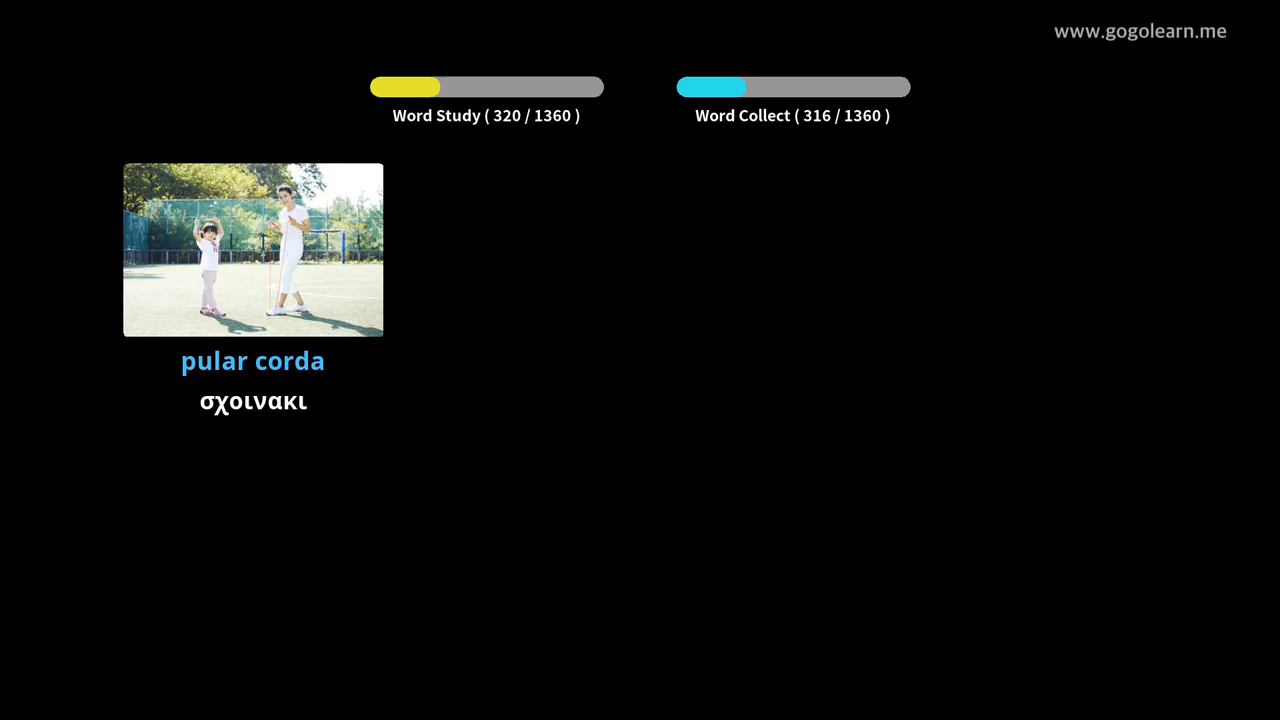 www.gogolearn.me
Word Study ( 320 / 1360 )
Word Collect ( 316 / 1360 )
pular corda
σχοινακι